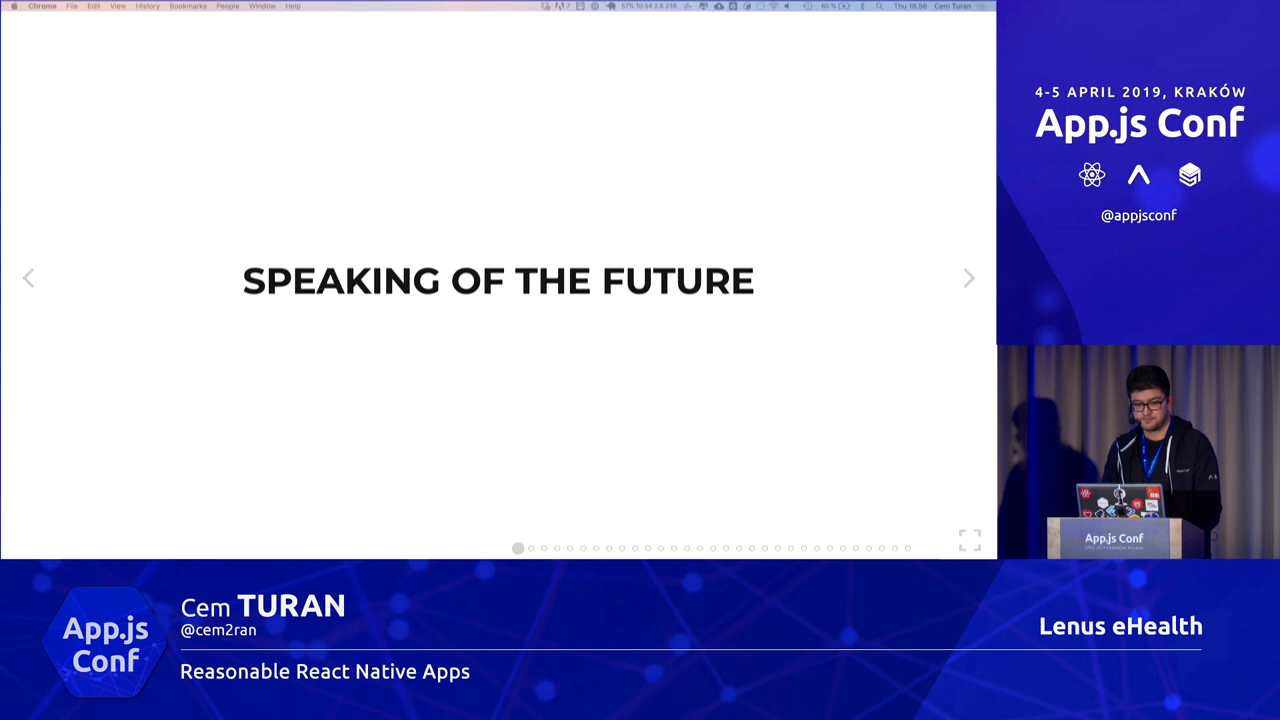 Chrome File Edit View History Bookmarks People Window Help
Thu 18.56 Cem Turan
SPEAKING OF THE FUTURE
4-5 APRIL 2019, KRAKÓW
App.js Conf
@appjsconf
App.js Conf
App.js
Conf
Cem TURAN
@cem2ran
Reasonable React Native Apps
Lenus eHealth